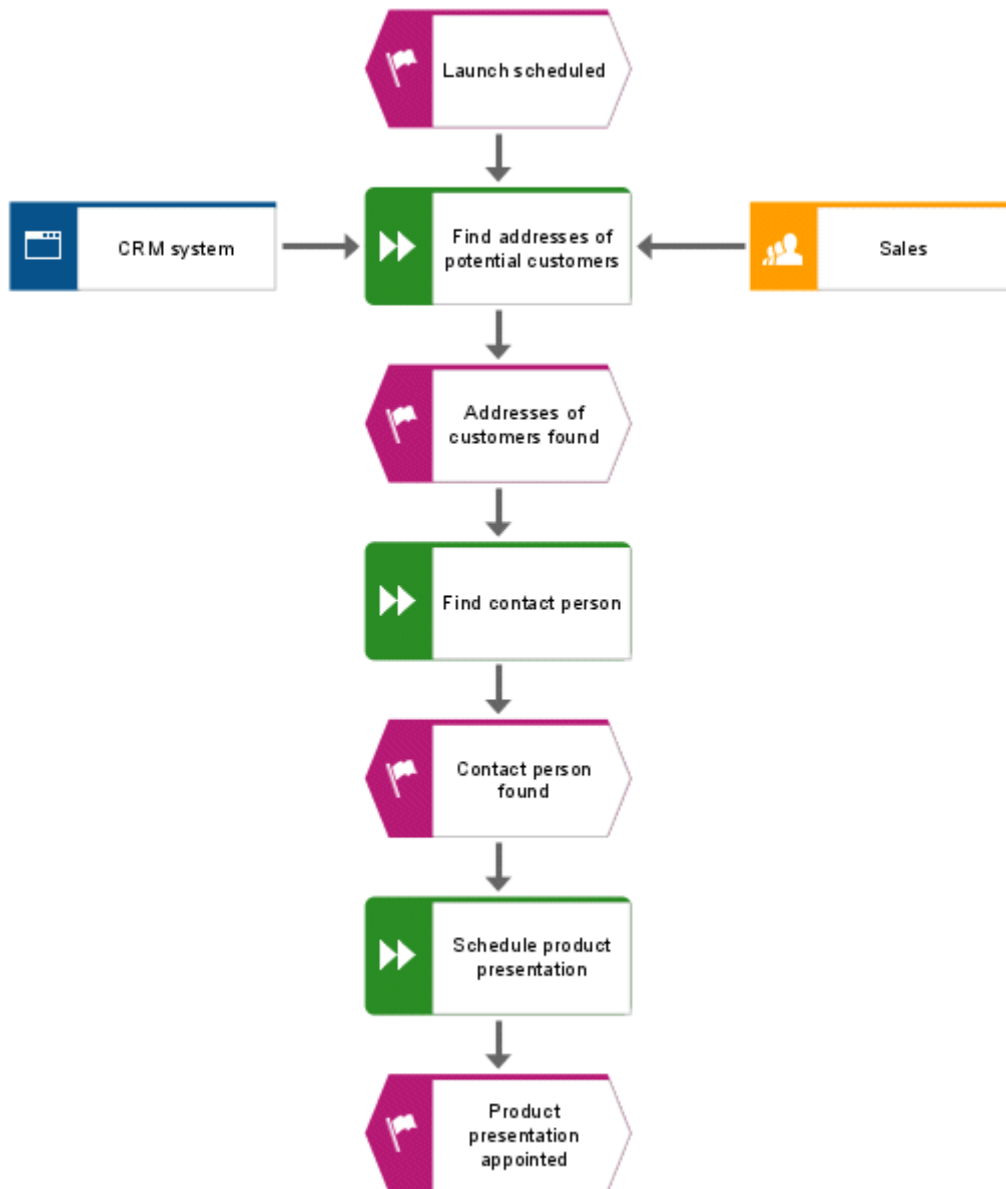 Launch scheduled
CRM system
Find addresses of
potential customers
Sales
Addresses of
customers found
Find contact person
Contact person
found
Schedule product
presentation
Product
presentation
appointed